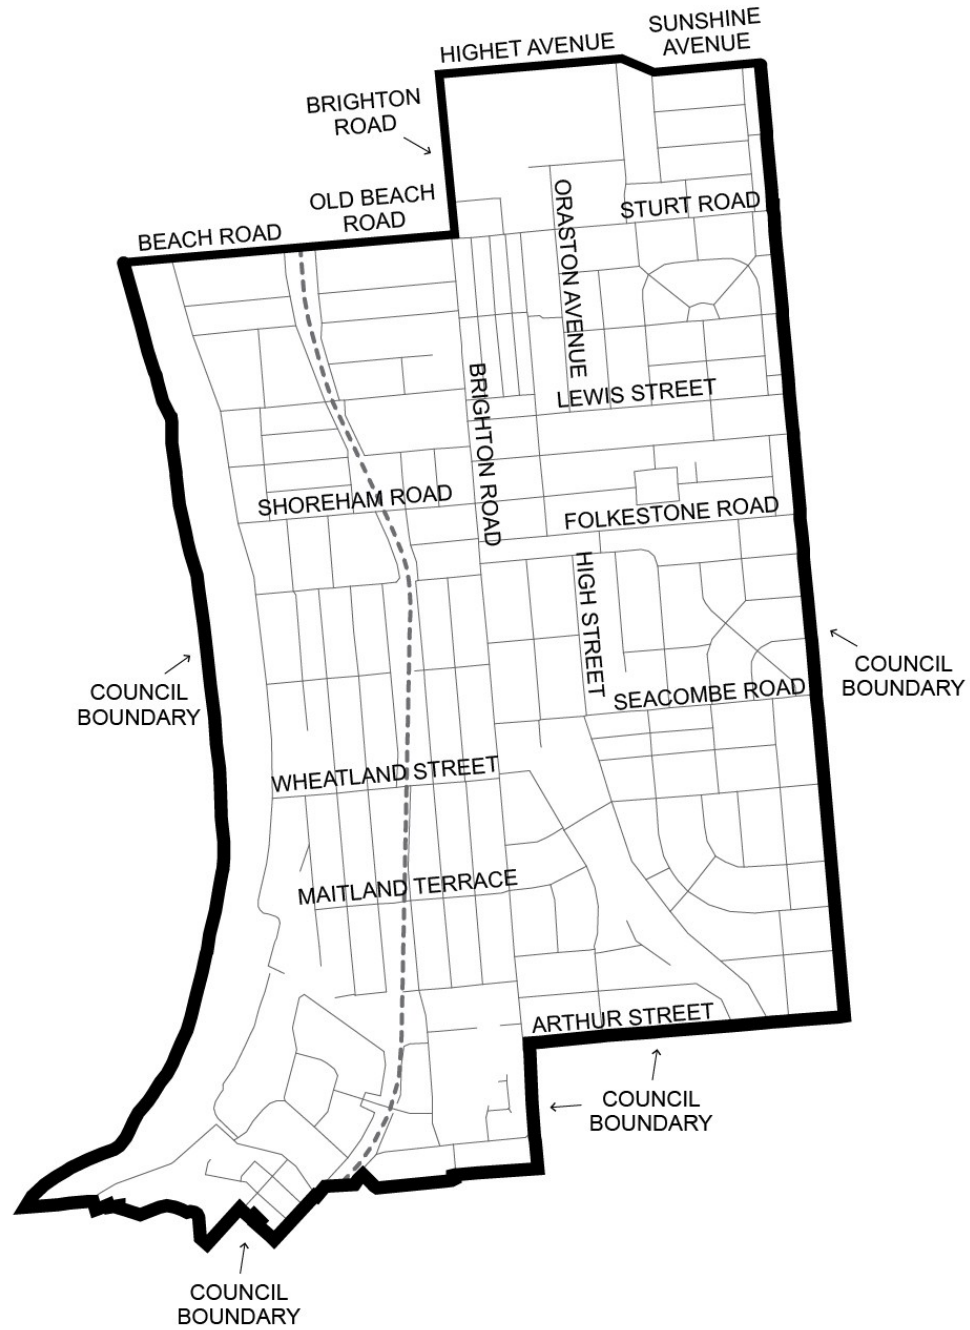 SUNSHINE
AVENUE
HIGHET AVENUE
BRIGHTON
ROAD
OLD BEACH
ROAD
BEACH ROAD
STURT ROAD
ORASTON AVENUE
LEWIS STREET
BRIGHTON ROAD
SHOREHAM ROAD
FOLKESTONE ROAD
HIGH STREET
COUNCIL
BOUNDARY
COUNCIL
BOUNDARY
SEACOMBE ROAD
WHEATLAND STREET
MAITLAND TERRACE
ARTHUR STREET
COUNCIL
BOUNDARY
COUNCIL
BOUNDARY